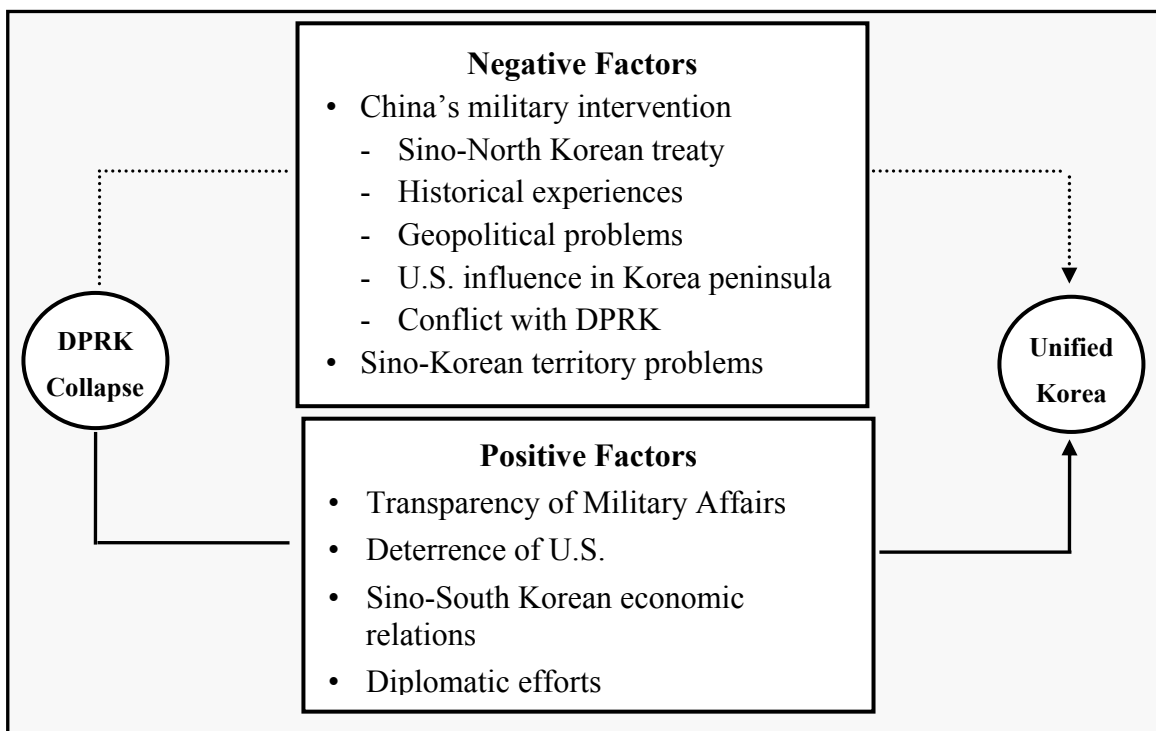 Negative Factors
• China’s military intervention
- Sino-North Korean treaty
- Historical experiences
- Geopolitical problems
- U.S. influence in Korea peninsula
- Conflict with DPRK
• Sino-Korean territory problems
DPRK
Collapse
Unified
Korea
Positive Factors
• Transparency of Military Affairs
• Deterrence of U.S.
• Sino-South Korean economic
relations
• Diplomatic efforts